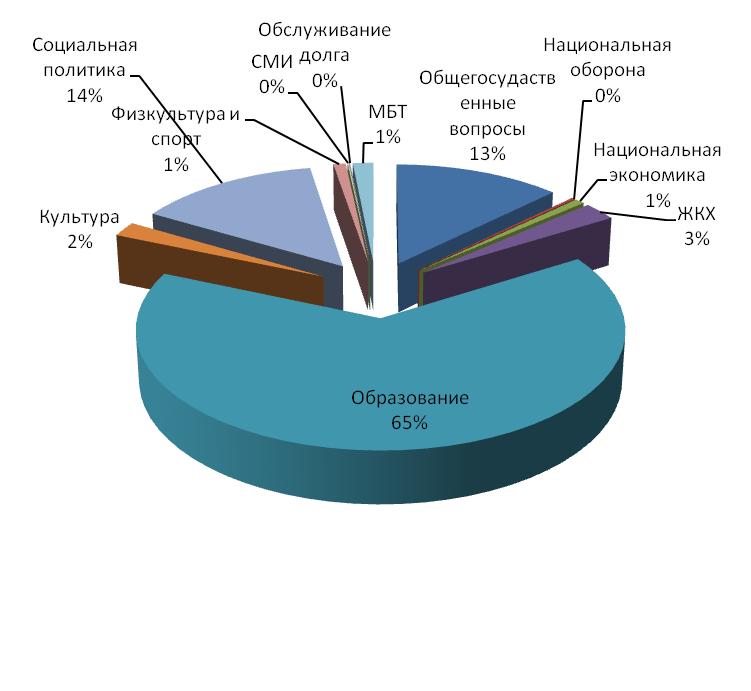 Социальная
политика
14%
Обслуживание
долга
0%
СМИ
0%
Физкультура и
спорт
1%
МБТ
1%
Общегосударств
енные
вопросы
13%
Национальная
оборона
0%
Национальная
экономика
1%
ЖКХ
3%
Культура
2%
Образование
65%